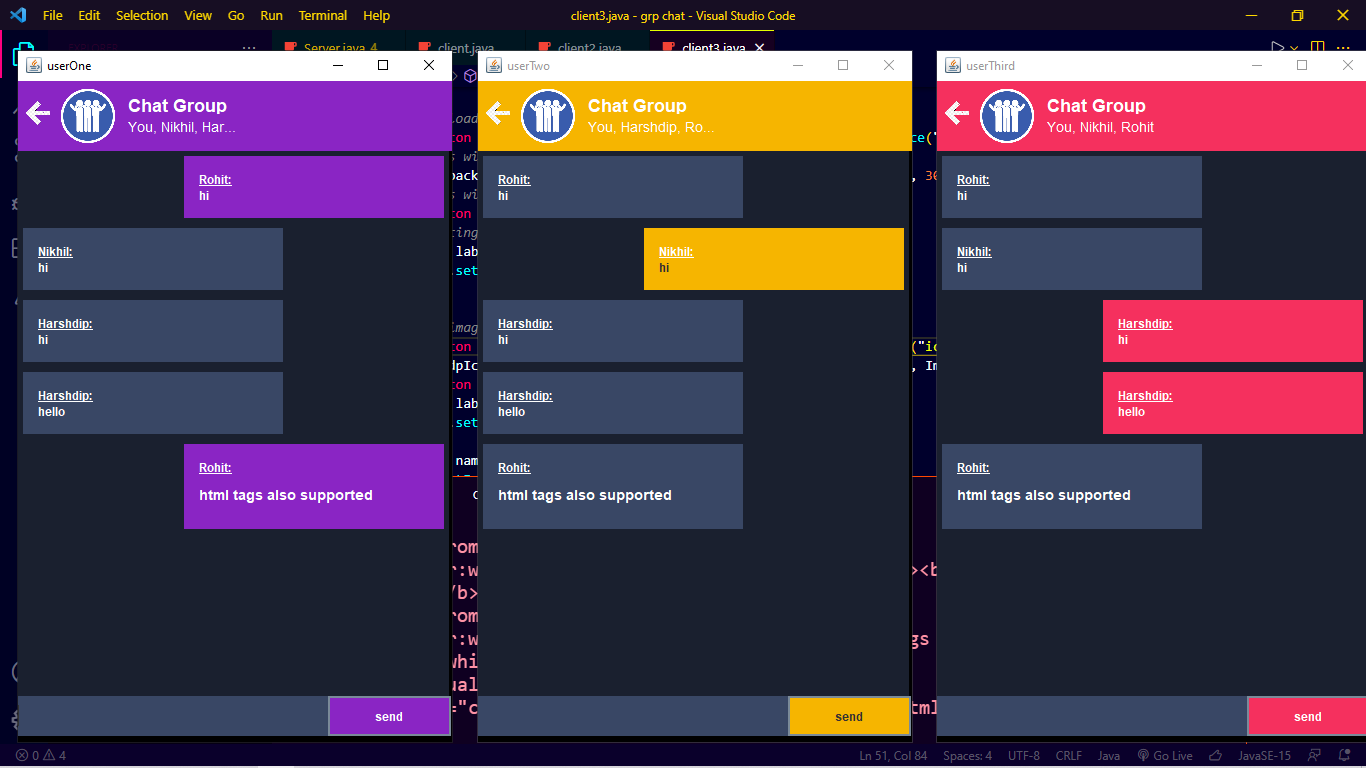 File Edit Selection View Go Run Terminal Help
client3.java - grp chat - Visual Studio Code
Server.java 4
client.java
client2.java
client3.java
userOne
Chat Group
You, Nikhil, Har...
Rohit:
hi
Nikhil:
hi
Harshdip:
hi
Harshdip:
hello
Rohit:
html tags also supported
send
userTwo
Chat Group
You, Harshdip, Ro...
Rohit:
hi
Nikhil:
hi
Harshdip:
hi
Harshdip:
hello
Rohit:
html tags also supported
send
userThird
Chat Group
You, Nikhil, Rohit
Rohit:
hi
Nikhil:
hi
Harshdip:
hi
Harshdip:
hello
Rohit:
html tags also supported
send
0 4
Ln 51, Col 84 Spaces: 4 UTF-8 CRLF Java Go Live JavaSE-15